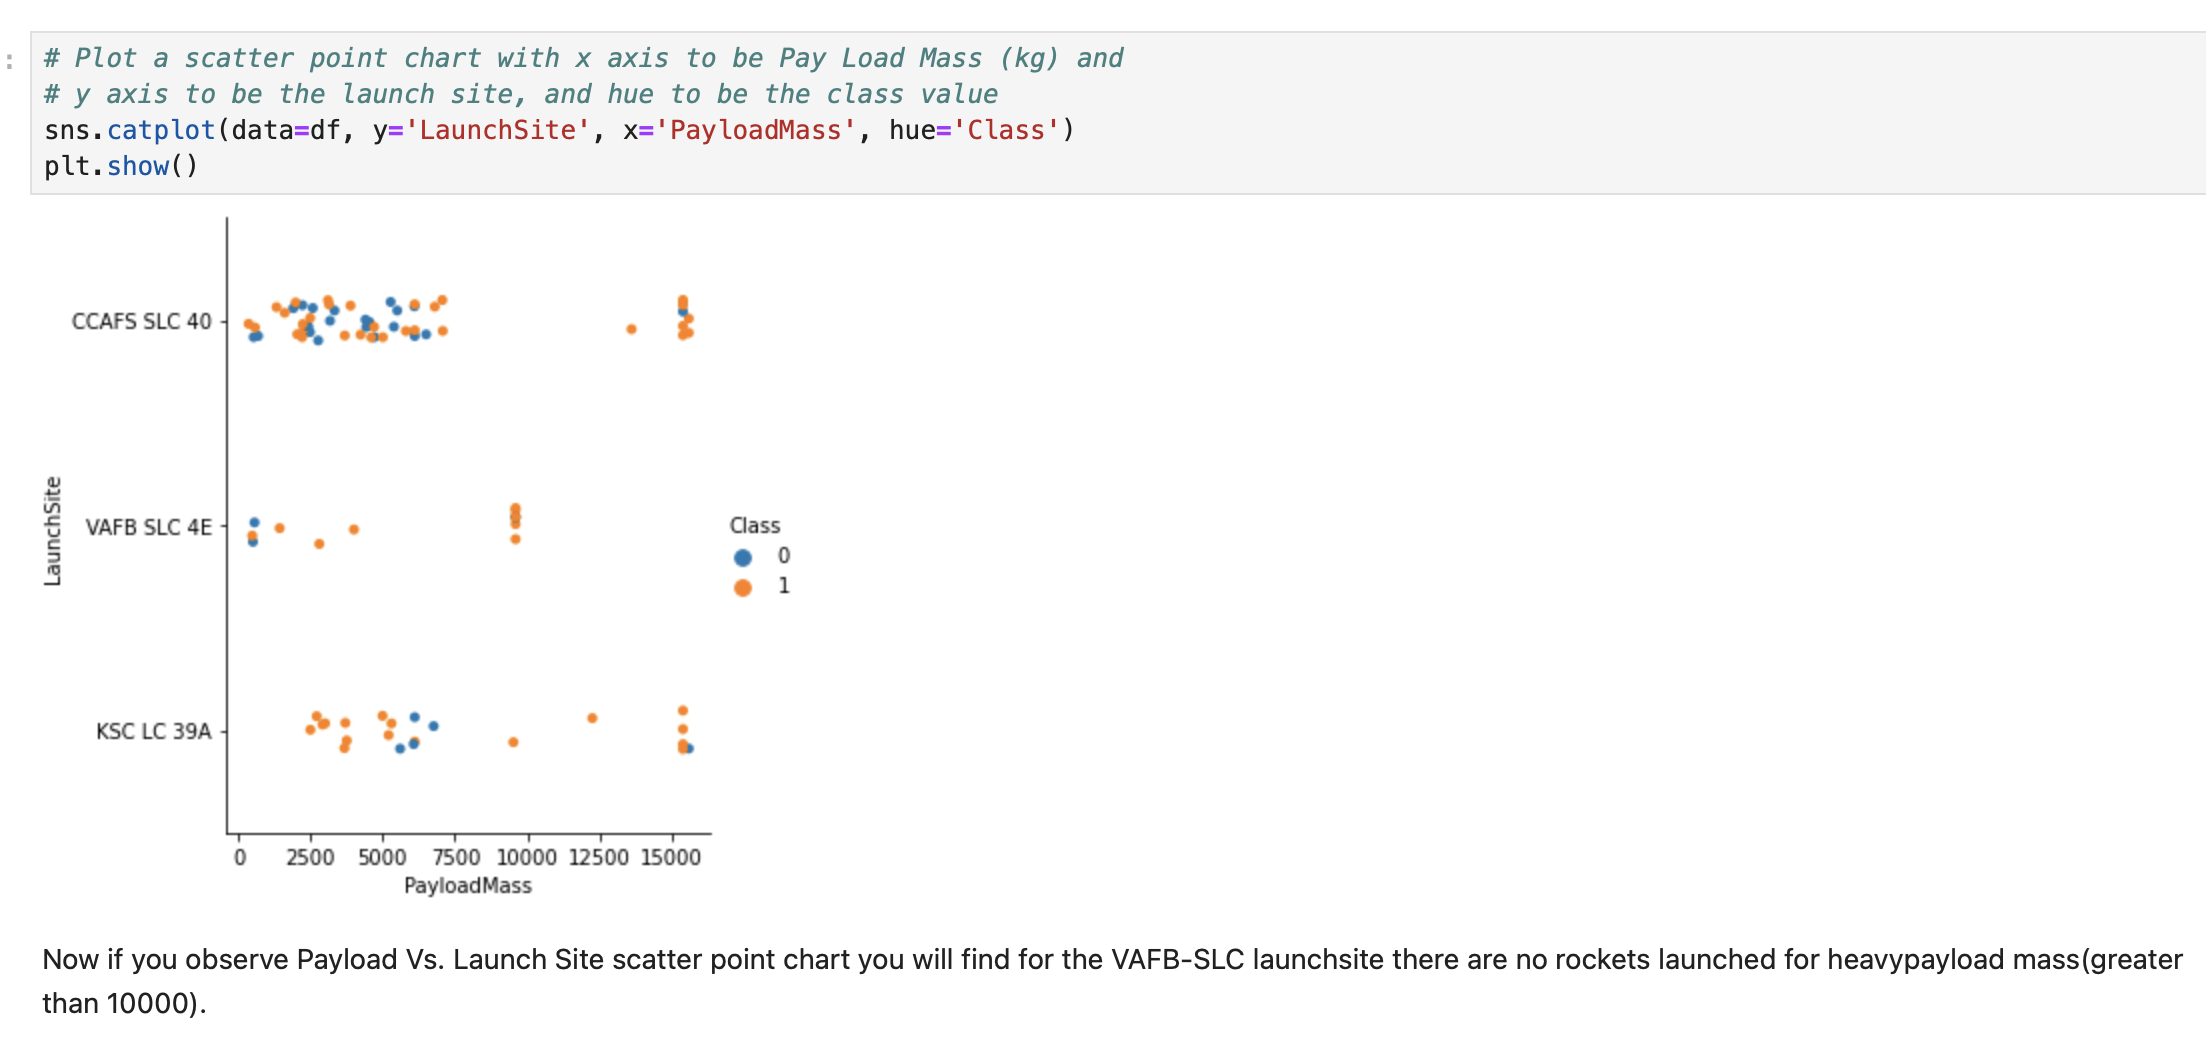 :
# Plot a scatter point chart with x axis to be Pay Load Mass (kg) and
# y axis to be the launch site, and hue to be the class value
sns.catplot(data=df, y='LaunchSite', x='PayloadMass', hue='Class')
plt.show()
CCAFS SLC 40
VAFB SLC 4E
KSC LC 39A
LaunchSite
Class
0
1
0 2500 5000 7500 10000 12500 15000
PayloadMass
Now if you observe Payload Vs. Launch Site scatter point chart you will find for the VAFB-SLC launchsite there are no rockets launched for heavypayload mass(greater
than 10000).